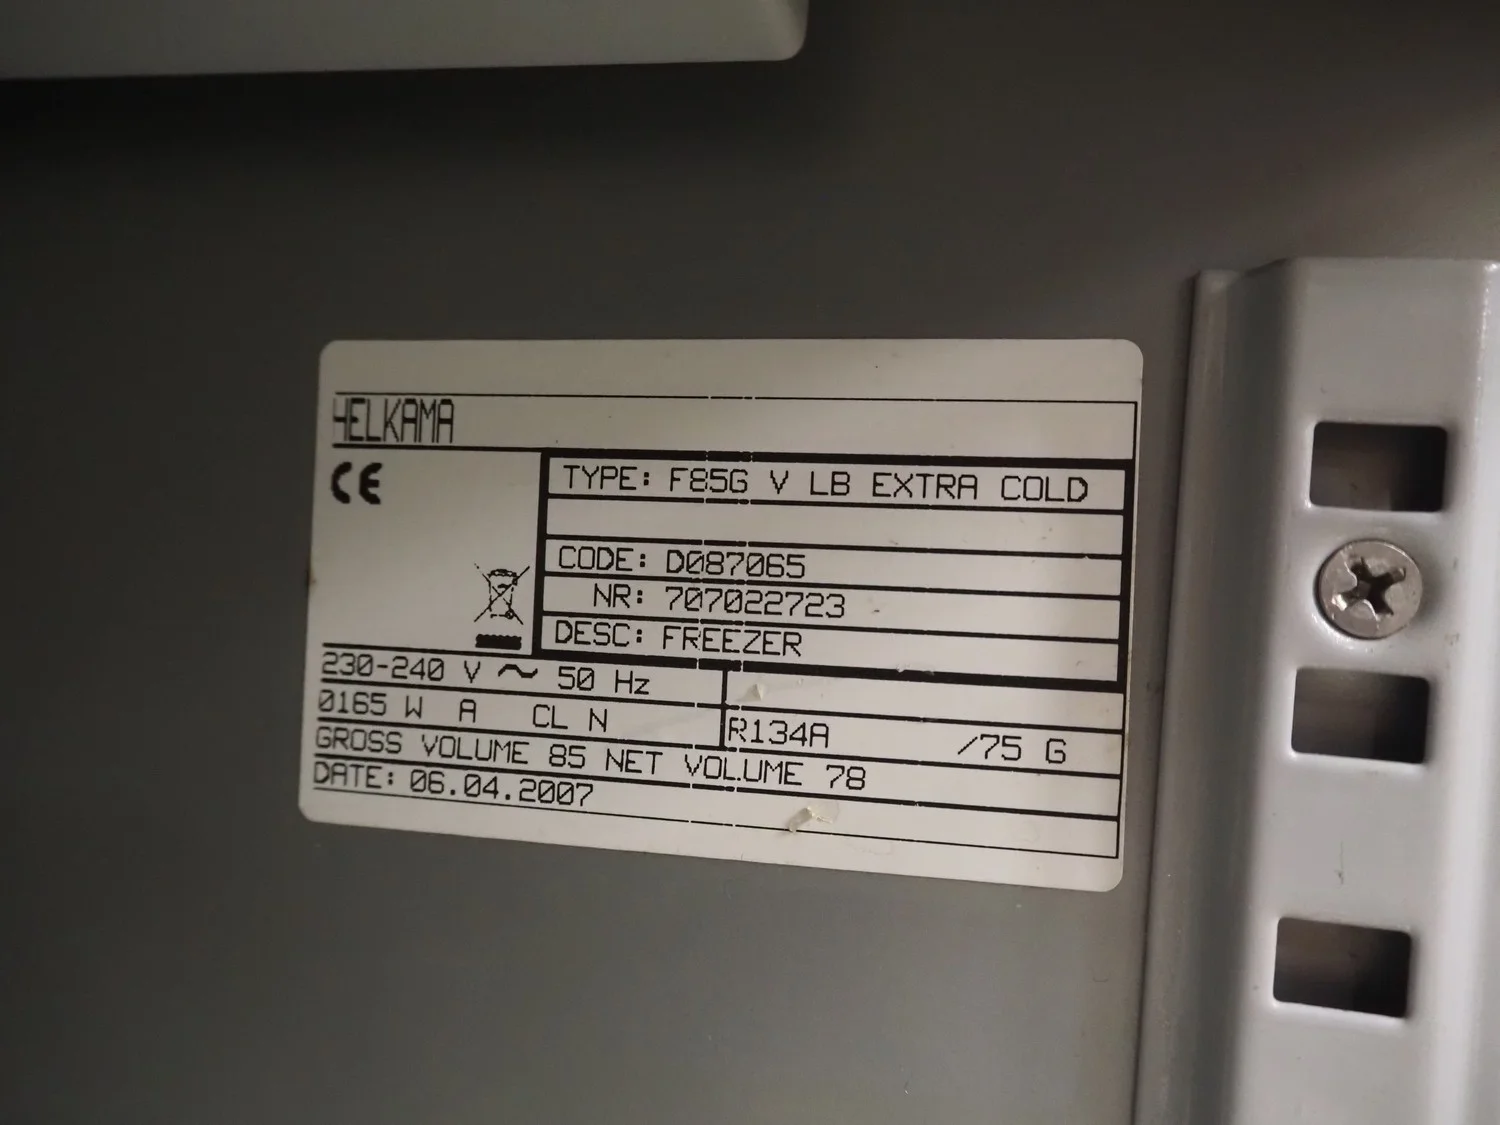 HELKAMA
CE
TYPE: F85G V LB EXTRA COLD
CODE: D087065
NR: 707022723
DESC: FREEZER
230-240 V ~ 50 Hz
0165 W A CL N
R134A /75 G
GROSS VOLUME 85 NET VOLUME 78
DATE: 06.04.2007